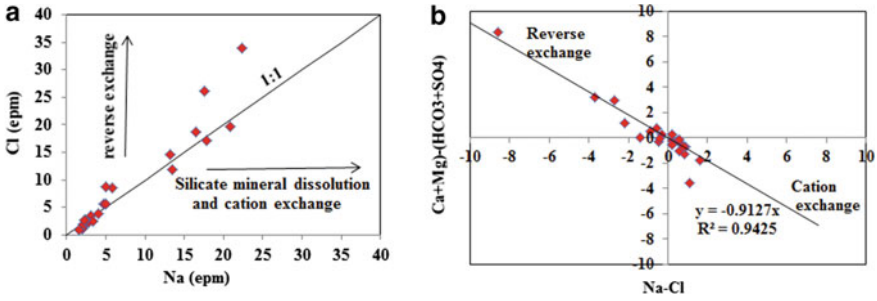 a
40
35
30
25
20
15
10
5
0
Cl (epm)
reverse exchange
1:1
Silicate mineral dissolution
and cation exchange
0 5 10 15 20 25 30 35 40
Na (epm)
b
10
8
6
4
2
0
-2
-4
-6
-8
-10
Ca+Mg)-(HCO3+SO4)
Reverse
exchange
-10 -8 -6 -4 -2 0 2 4 6 8 10
Cation
exchange
y = -0.9127x
R² = 0.9425
Na-Cl